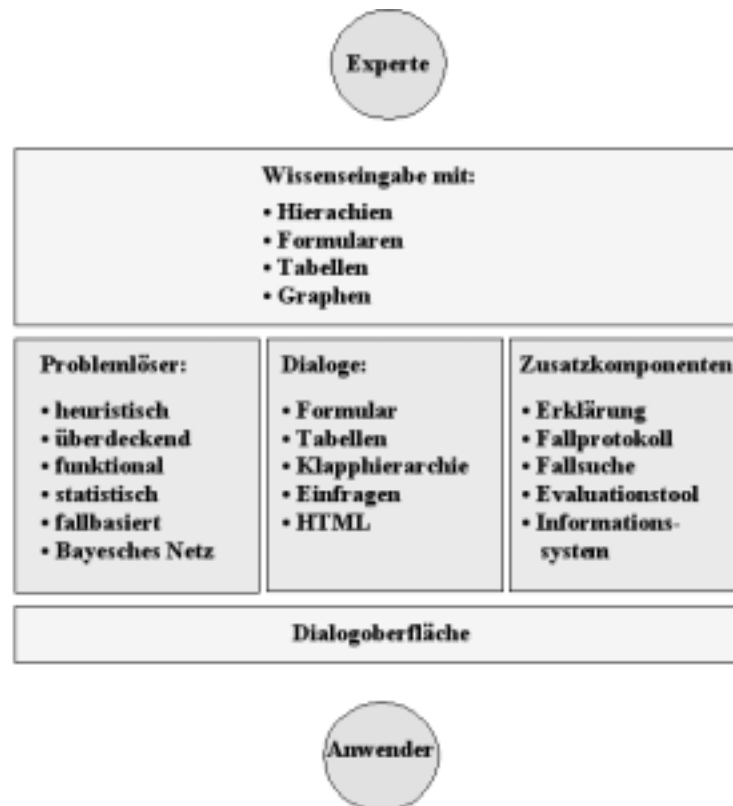 Experte
Wissenseingabe mit:
• Hierachien
• Formularen
• Tabellen
• Graphen
Problemlöser:
• heuristisch
• überdeckend
• funktional
• statistisch
• fallbasiert
• Bayesches Netz
Dialoge:
• Formular
• Tabellen
• Klapphierarchie
• Einfragen
• HTML
Zusatzkomponenten
• Erklärung
• Fallprotokoll
• Fallsuche
• Evaluationstool
• Informations-
system
Dialogoberfläche
Anwender